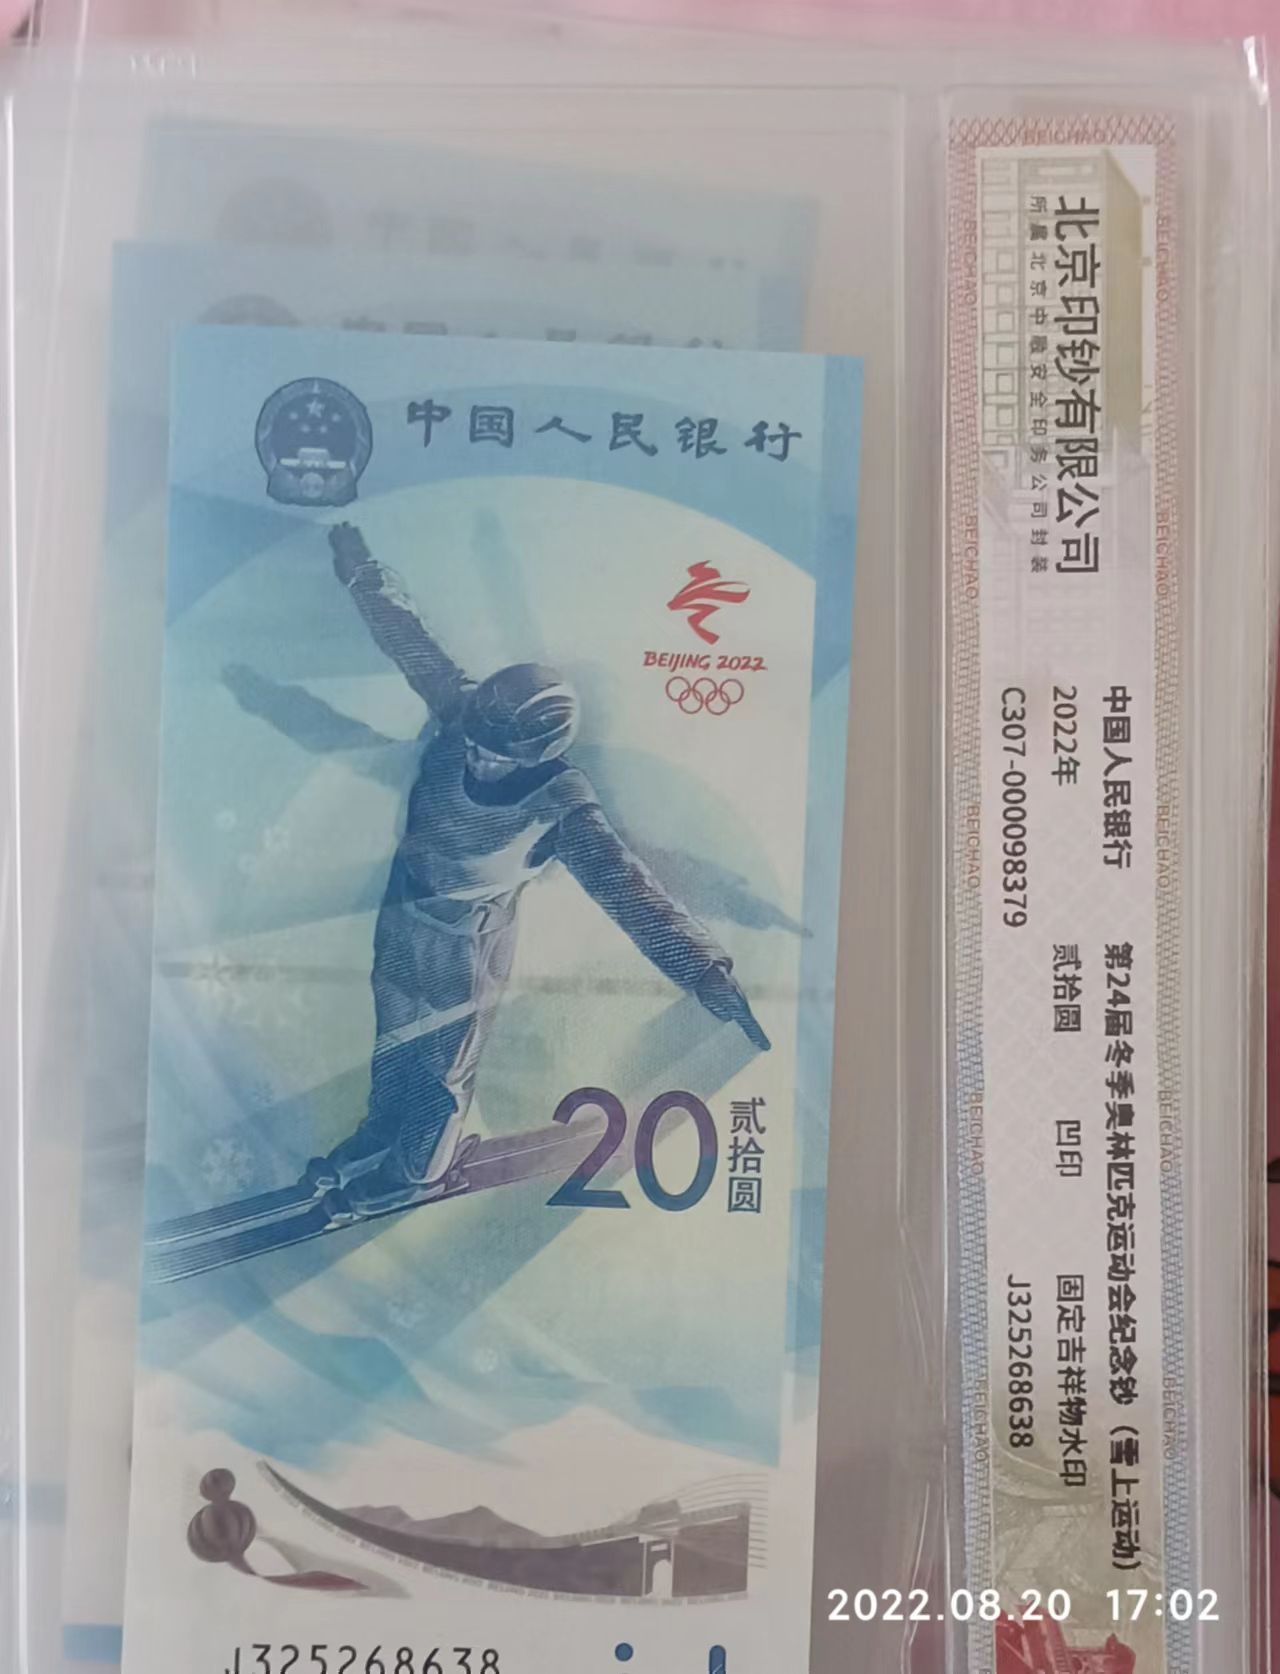 中国人民银行
BEIJING 2022
20
贰拾圆
J325268638
北京印钞有限公司
所属北京中融安全印务公司封装
中国人民银行 第24届冬季奥林匹克运动会纪念钞（雪上运动）
2022年 贰拾圆 凹印 固定吉祥物水印
C307-000098379 J325268638
BEICHAO
2022.08.20 17:02